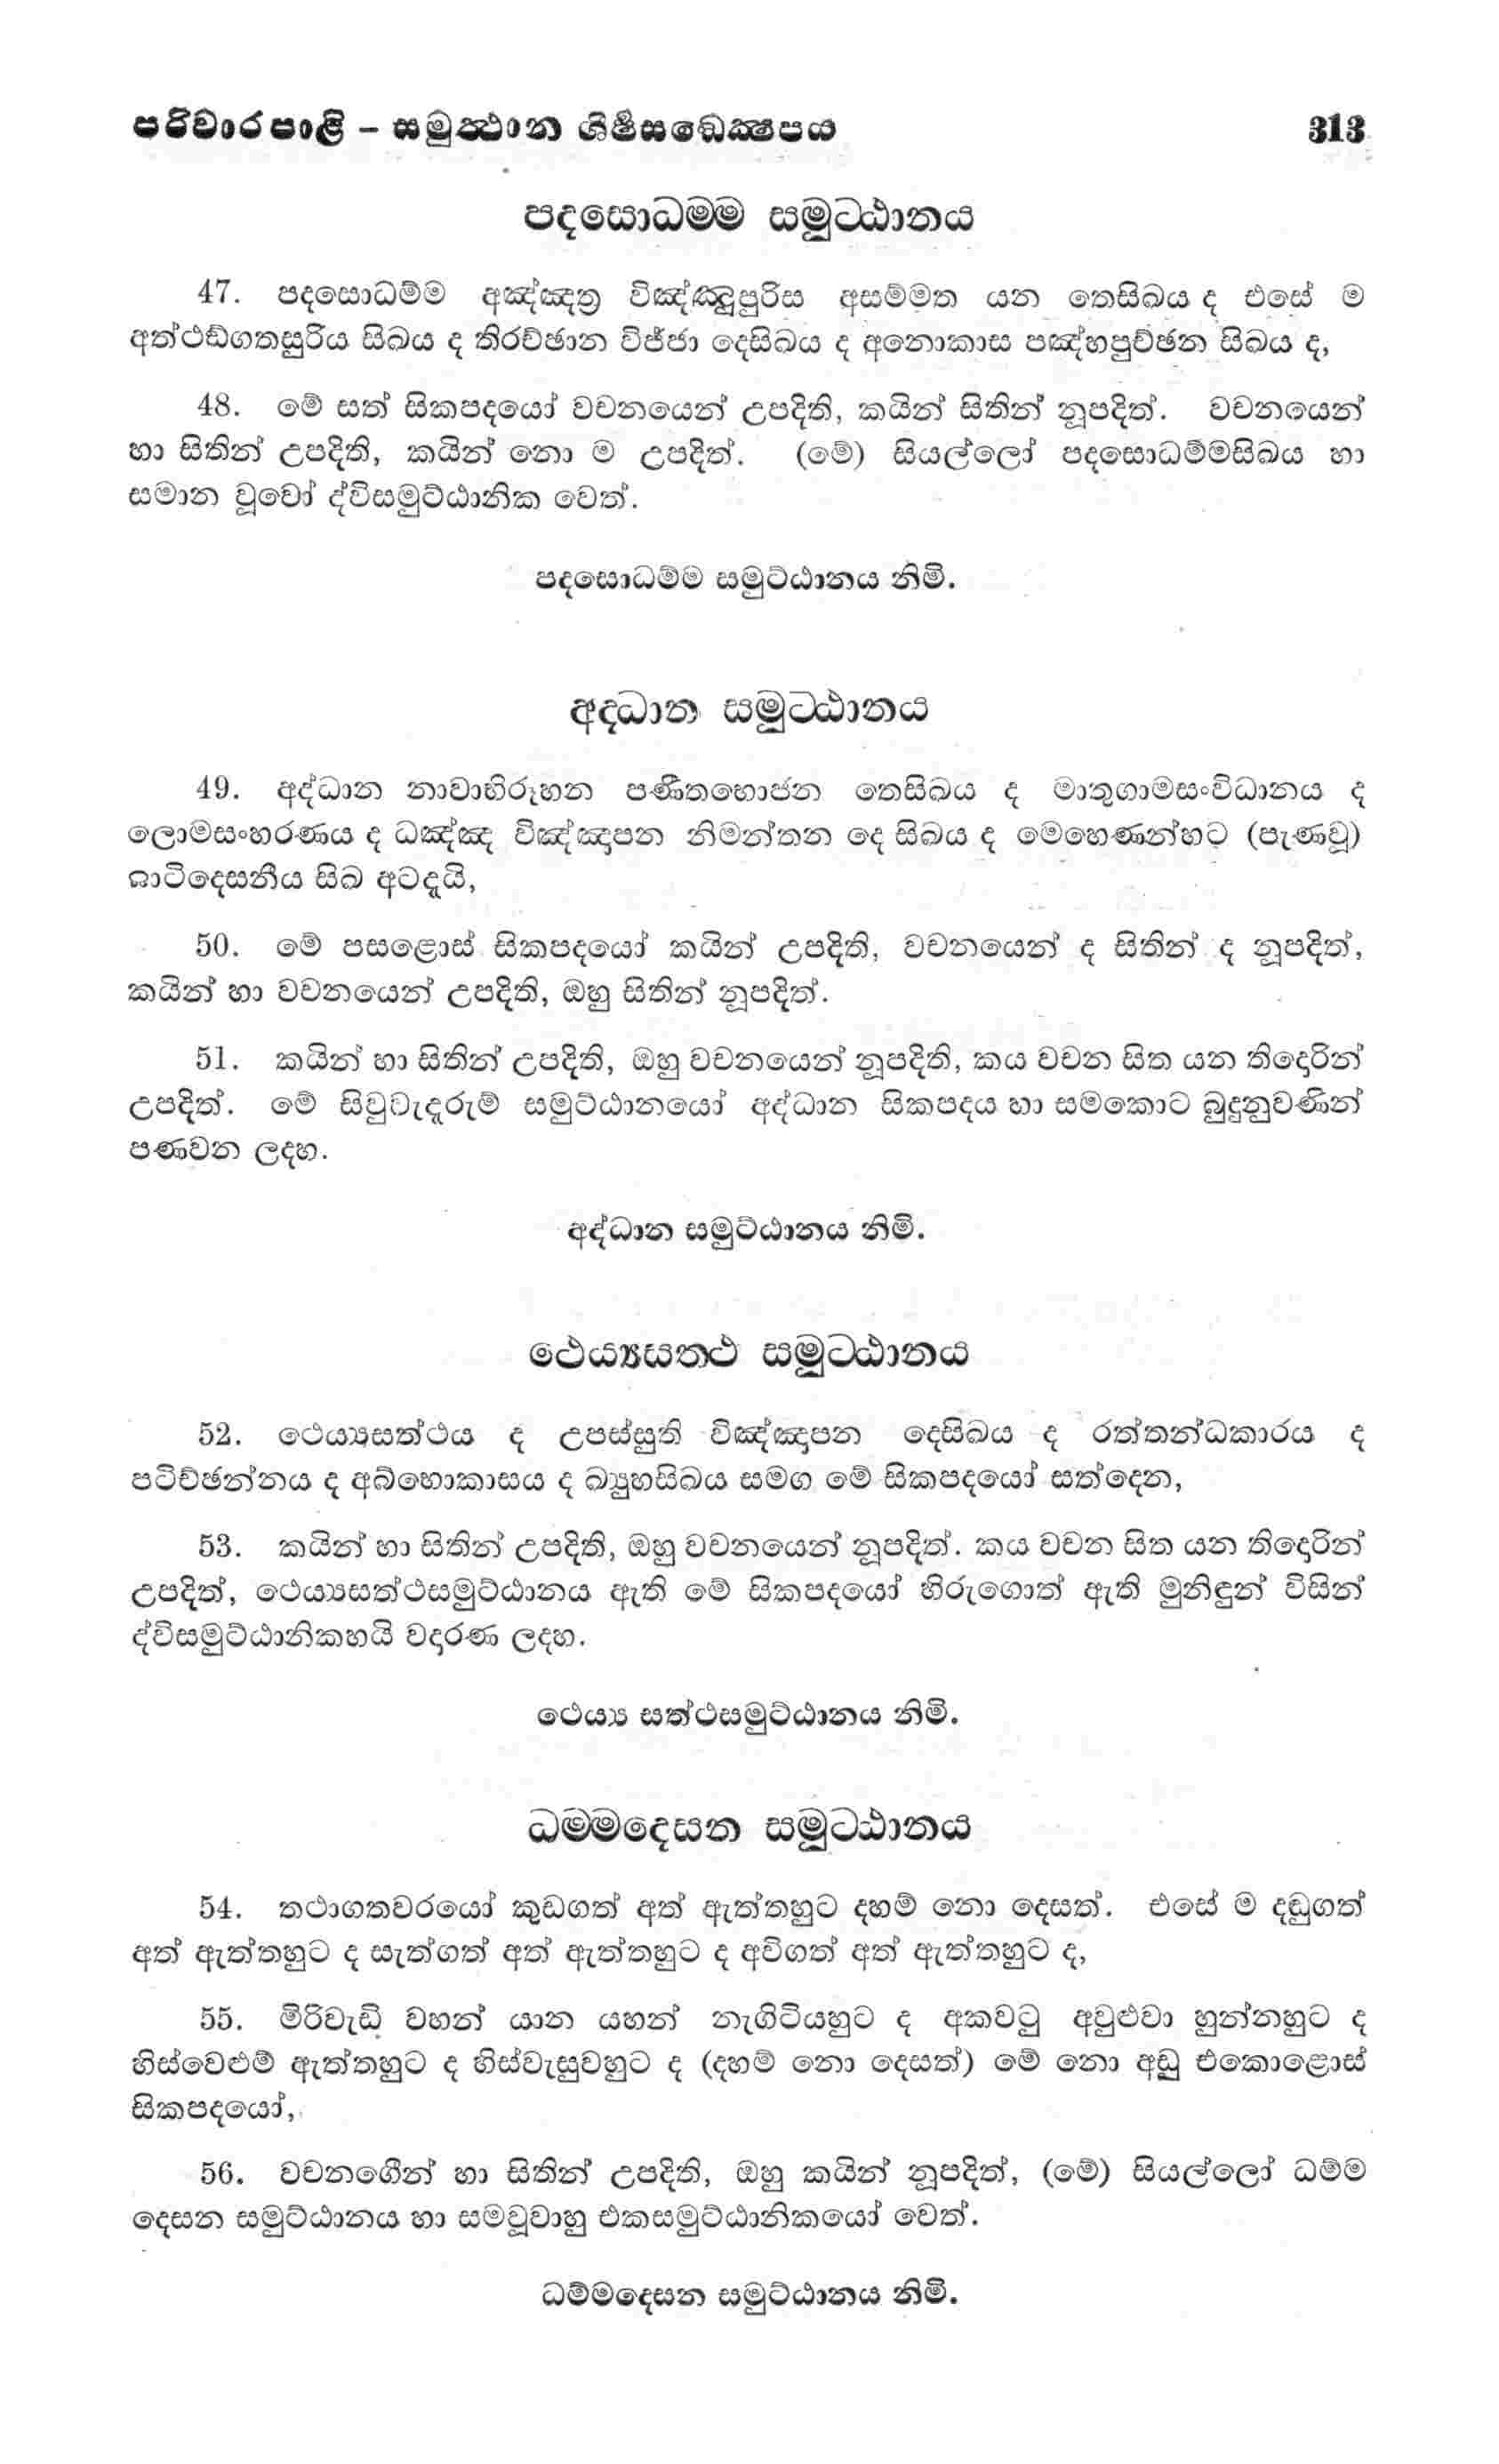 පරිවාරපාළි – සමුත්‍ථාන ශීර්‍ෂසඞ්ඛෙක්‍ෂපය 313
පදසොධම්ම සමුට්ඨානය
47. පදසොධම්ම අඤ්ඤත්‍ර විඤ්ඤූපුරිස අසම්මත යන තෙසිඛය ද එසේ ම
අත්ථඞ්ගතසුරිය සිඛය ද තිරච්ඡාන විජ්ජා දෙසිඛය ද අනොකාස පඤ්හපුච්ඡන සිඛය ද,
48. මේ සත් සිකපදයෝ වචනයෙන් උපදිති, කයින් සිතින් නූපදිත්. වචනයෙන්
හා සිතින් උපදිති, කයින් නො ම උපදිත්. (මේ) සියල්ලෝ පදසොධම්මසිඛය හා
සමාන වූවෝ ද්විසමුට්ඨානික වෙත්.
පදසොධම්ම සමුට්ඨානය නිමි.
අද්ධාන සමුට්ඨානය
49. අද්ධාන නාවාභිරූහන පණීතභොජන තෙසිඛය ද මාතුගාමසංවිධානය ද
ලොමසංහරණය ද ධඤ්ඤ විඤ්ඤාපන නිමන්තන දෙ සිඛය ද මෙහෙණන්හට (පැණවූ)
පාටිදෙසනීය සිඛ අටදැයි,
50. මේ පසළොස් සිකපදයෝ කයින් උපදිති, වචනයෙන් ද සිතින් ද නූපදිත්,
කයින් හා වචනයෙන් උපදිති, ඔහු සිතින් නූපදිත්.
51. කයින් හා සිතින් උපදිති, ඔහු වචනයෙන් නූපදිති, කය වචන සිත යන තිදොරින්
උපදිත්. මේ සිවුවැදෑරුම් සමුට්ඨානයෝ අද්ධාන සිකපදය හා සමකොට බුදුනුවණින්
පණවන ලදහ.
අද්ධාන සමුට්ඨානය නිමි.
ථෙය්‍යසත්ථ සමුට්ඨානය
52. ථෙය්‍යසත්ථය ද උපස්සුති විඤ්ඤාපන දෙසිඛය ද රත්තන්ධකාරය ද
පටිච්ඡන්නය ද අබ්භොකාසය ද බ්‍යූහසිඛය සමග මේ සිකපදයෝ සත්දෙන,
53. කයින් හා සිතින් උපදිති, ඔහු වචනයෙන් නූපදිත්. කය වචන සිත යන තිදොරින්
උපදිත්, ථෙය්‍යසත්ථසමුට්ඨානය ඇති මේ සිකපදයෝ හිරුගොත් ඇති මුනිඳුන් විසින්
ද්විසමුට්ඨානිකහයි වදාරණ ලදහ.
ථෙය්‍ය සත්ථසමුට්ඨානය නිමි.
ධම්මදෙසන සමුට්ඨානය
54. තථාගතවරයෝ කුඩගත් අත් ඇත්තහුට දහම් නො දෙසත්. එසේ ම දඬුගත්
අත් ඇත්තහුට ද සැත්ගත් අත් ඇත්තහුට ද අවිගත් අත් ඇත්තහුට ද,
55. මිරිවැඩි වහන් යාන යහන් නැගිටියහුට ද අකවටු අවුළුවා හුන්නහුට ද
හිස්වෙළුම් ඇත්තහුට ද හිස්වැසුවහුට ද (දහම් නො දෙසත්) මේ නො අඩු එකොළොස්
සිකපදයෝ,
56. වචනගෙීන් හා සිතින් උපදිති, ඔහු කයින් නූපදිත්, (මේ) සියල්ලෝ ධම්ම
දෙසන සමුට්ඨානය හා සමවූවාහු එකසමුට්ඨානිකයෝ වෙත්.
ධම්මදෙසන සමුට්ඨානය නිමි.